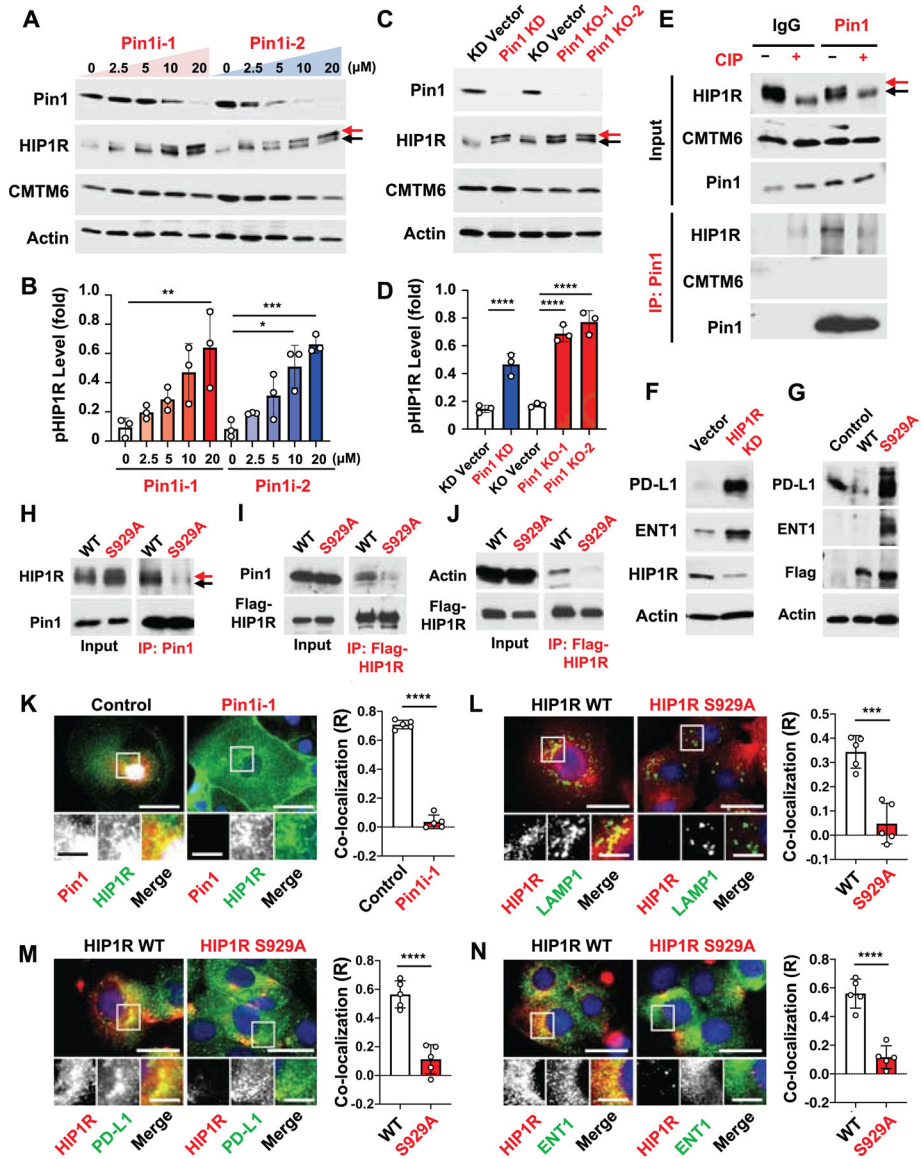 A
Pin1i-1 Pin1i-2
0 2.5 5 10 20 0 2.5 5 10 20 (μM)
Pin1
HIP1R
CMTM6
Actin
B
pHIP1R Level (fold)
1.0
0.8
0.6
0.4
0.2
0
**
***
*
0 2.5 5 10 20 0 2.5 5 10 20 (μM)
Pin1i-1 Pin1i-2
C
KD Vector
Pin1 KD
KO Vector
Pin1 KO-1
Pin1 KO-2
Pin1
HIP1R
CMTM6
Actin
D
pHIP1R Level (fold)
1.0
0.8
0.6
0.4
0.2
0
****
****
****
KD Vector
Pin1 KD
KO Vector
Pin1 KO-1
Pin1 KO-2
E
IgG Pin1
CIP − + − +
Input
HIP1R
CMTM6
Pin1
IP: Pin1
HIP1R
CMTM6
Pin1
F
Vector
HIP1R
KD
PD-L1
ENT1
HIP1R
Actin
G
Control
WT
S929A
PD-L1
ENT1
Flag
Actin
H
WT S929A WT S929A
HIP1R
Pin1
Input IP: Pin1
I
WT S929A WT S929A
Pin1
Flag-
HIP1R
Input IP: Flag-
HIP1R
J
WT S929A WT S929A
Actin
Flag-
HIP1R
Input IP: Flag-
HIP1R
K
Control Pin1i-1
Pin1 HIP1R Merge Pin1 HIP1R Merge
Co-localization (R)
0.8
0.4
0.0
-0.2
****
Control
Pin1i-1
L
HIP1R WT HIP1R S929A
HIP1R LAMP1 Merge HIP1R LAMP1 Merge
Co-localization (R)
0.4
0.3
0.2
0.1
0.0
-0.1
***
WT
S929A
M
HIP1R WT HIP1R S929A
HIP1R PD-L1 Merge HIP1R PD-L1 Merge
Co-localization (R)
0.8
0.6
0.4
0.2
0.0
-0.2
****
WT
S929A
N
HIP1R WT HIP1R S929A
HIP1R ENT1 Merge HIP1R ENT1 Merge
Co-localization (R)
0.8
0.6
0.4
0.2
0.0
-0.2
****
WT
S929A